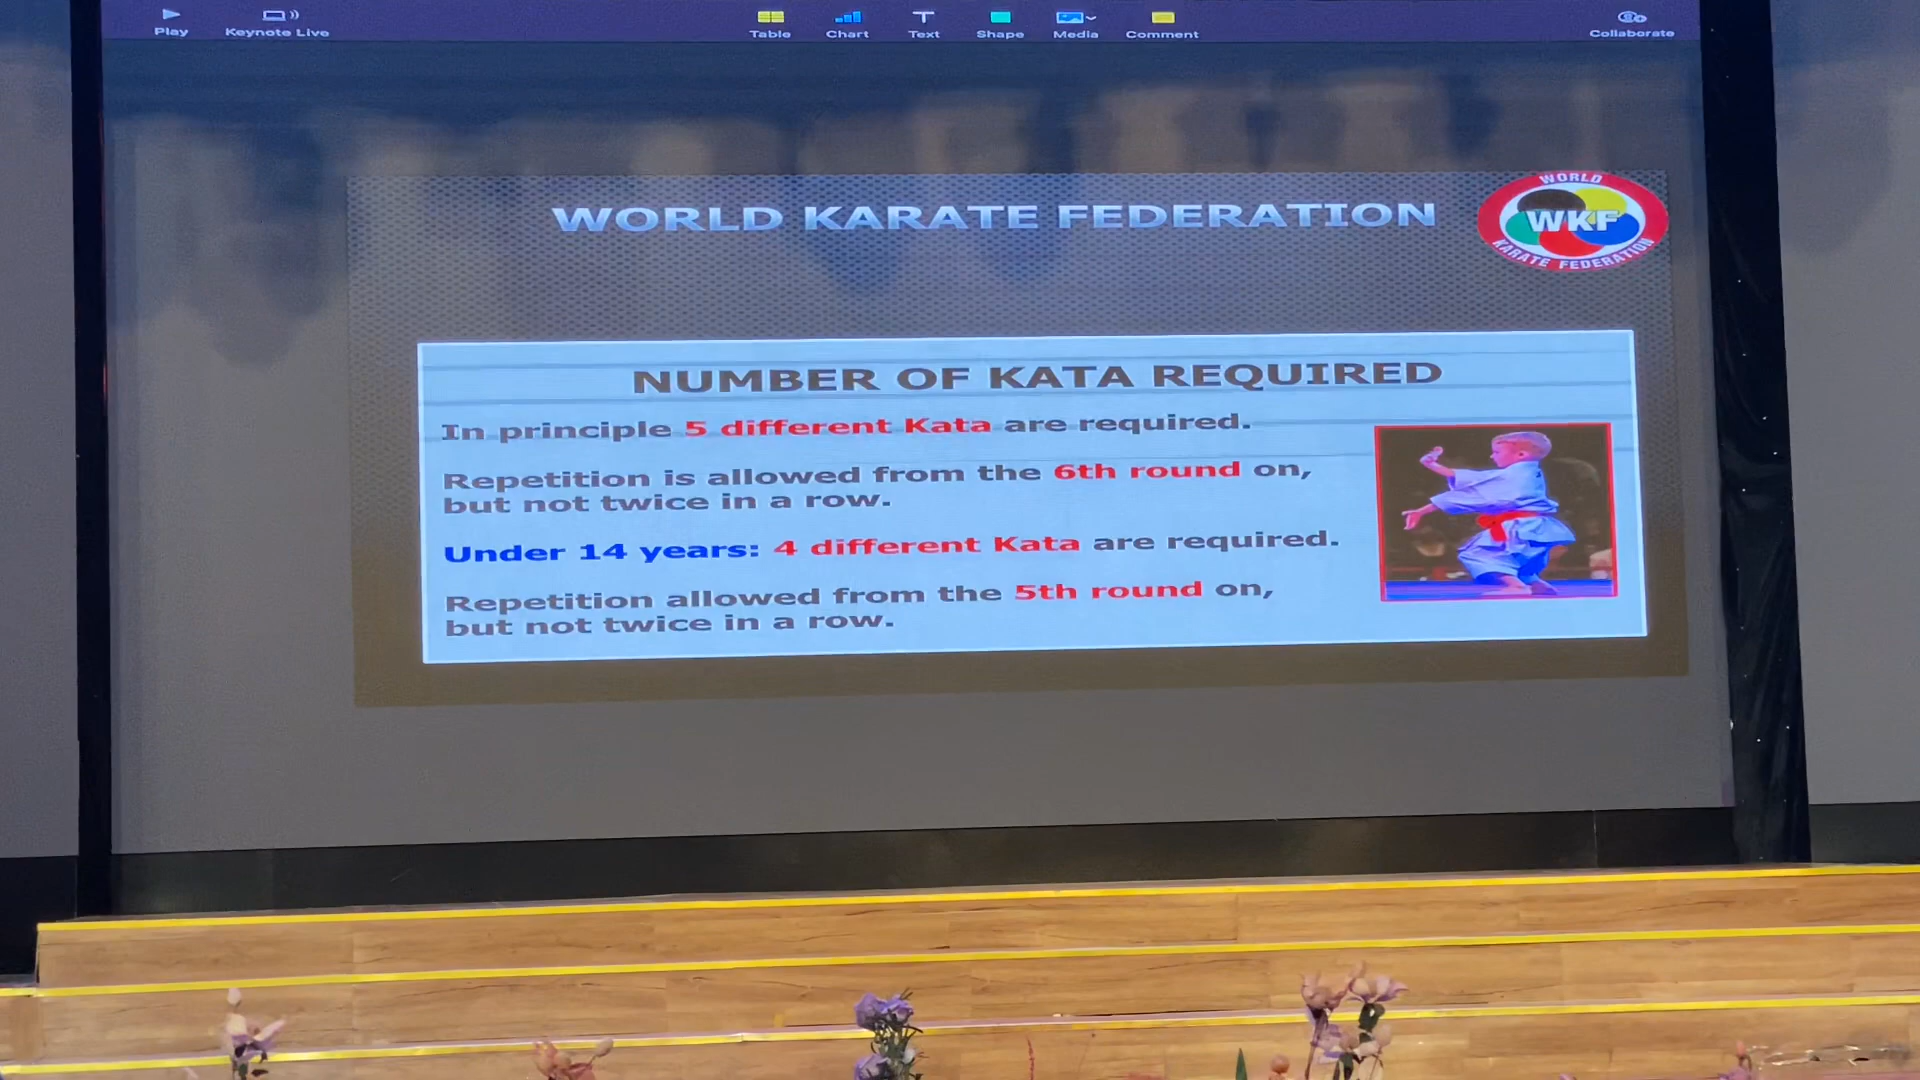 Play
Keynote Live
Table
Chart
Text
Shape
Media
Comment
Collaborate
WORLD KARATE FEDERATION
WORLD
WKF
KARATE FEDERATION
NUMBER OF KATA REQUIRED
In principle 5 different Kata are required.
Repetition is allowed from the 6th round on,
but not twice in a row.
Under 14 years: 4 different Kata are required.
Repetition allowed from the 5th round on,
but not twice in a row.